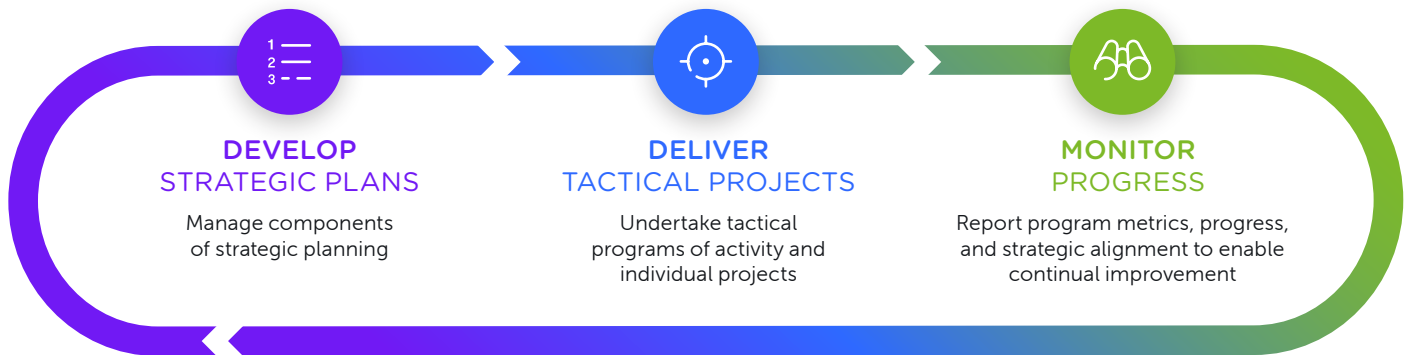 1
2
3
DEVELOP
STRATEGIC PLANS
Manage components
of strategic planning
DELIVER
TACTICAL PROJECTS
Undertake tactical
programs of activity and
individual projects
MONITOR
PROGRESS
Report program metrics, progress,
and strategic alignment to enable
continual improvement